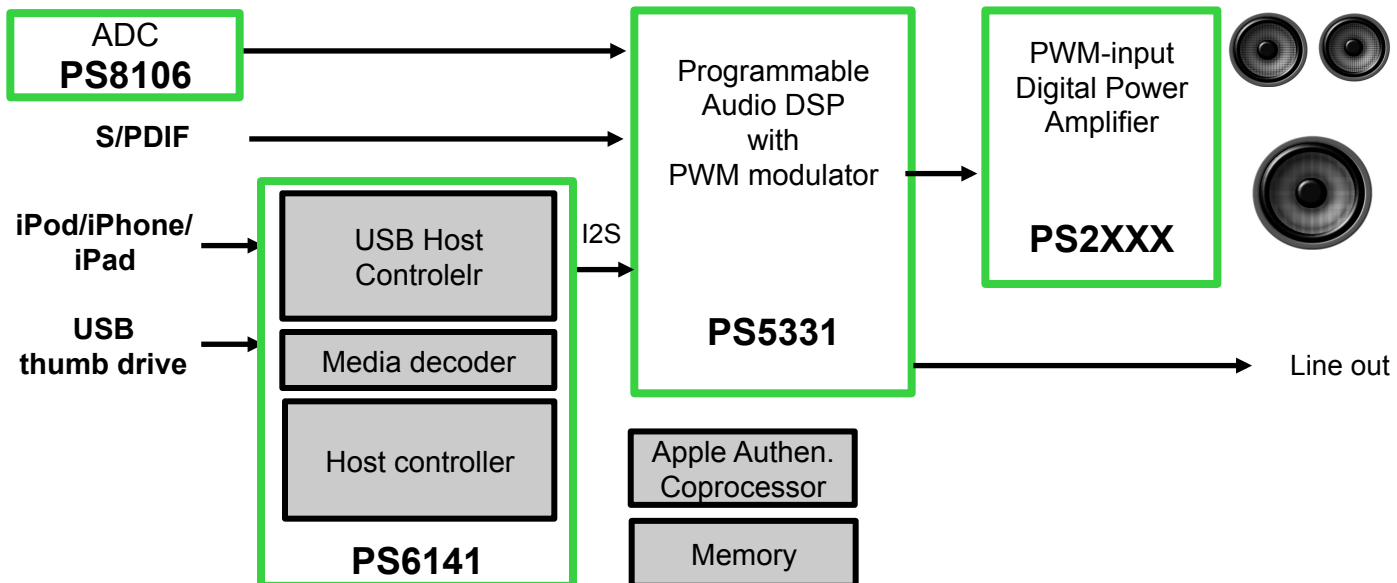 ADC
PS8106
S/PDIF
iPod/iPhone/
iPad
USB
thumb drive
USB Host
Controlelr
Media decoder
Host controller
PS6141
I2S
Programmable
Audio DSP
with
PWM modulator
PS5331
Apple Authen.
Coprocessor
Memory
PWM-input
Digital Power
Amplifier
PS2XXX
Line out